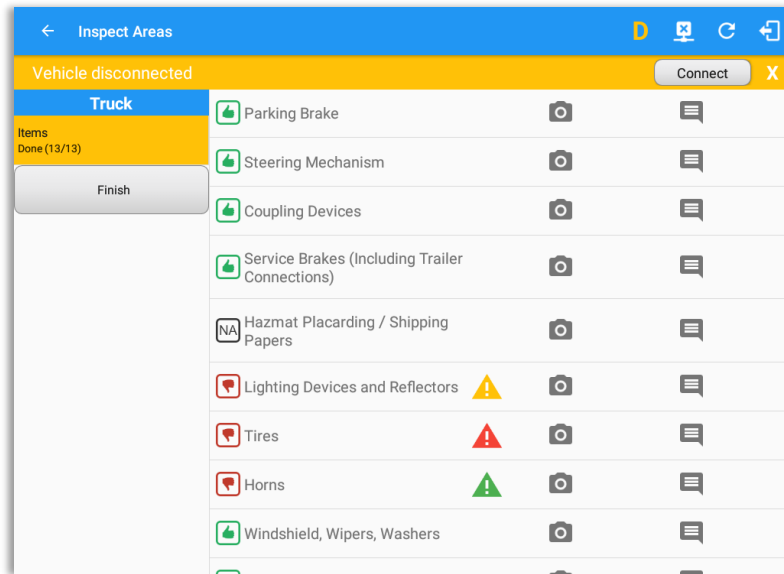 Inspect Areas
D
Vehicle disconnected
Connect
X
Truck
Items
Done (13/13)
Finish
Parking Brake
Steering Mechanism
Coupling Devices
Service Brakes (Including Trailer
Connections)
NA
Hazmat Placarding / Shipping
Papers
Lighting Devices and Reflectors
Tires
Horns
Windshield, Wipers, Washers